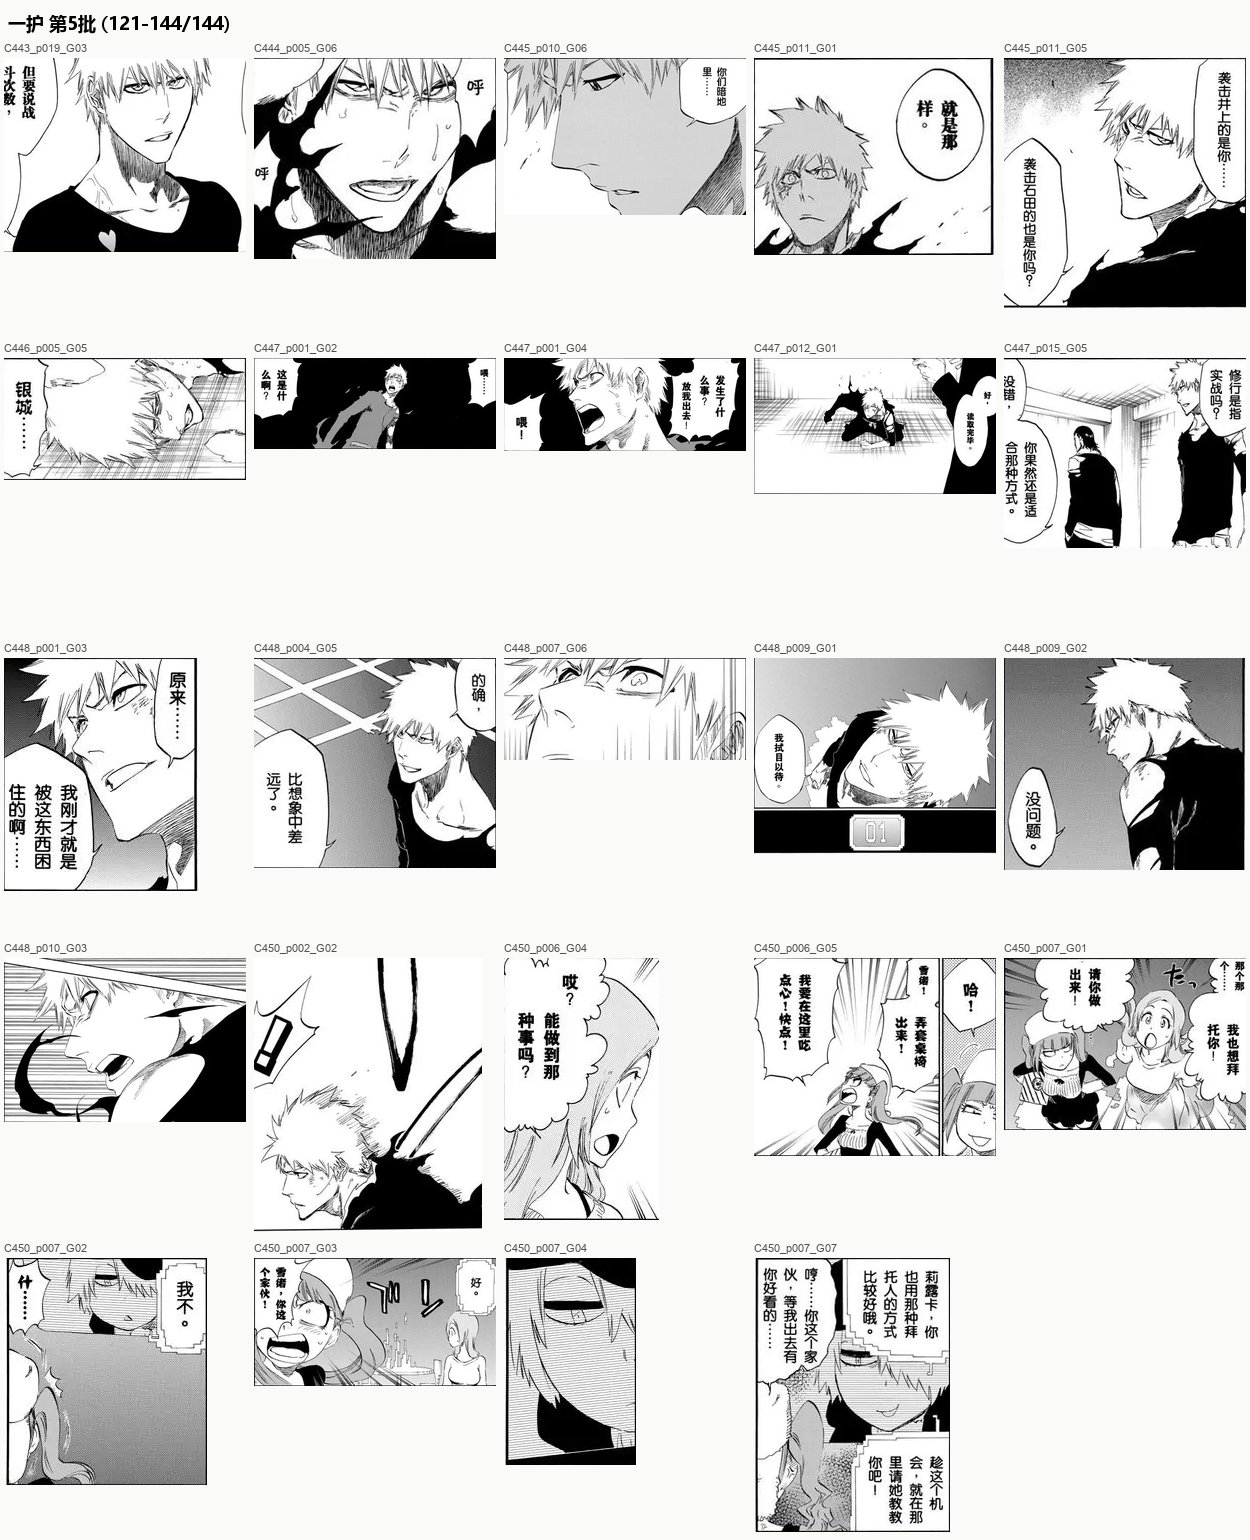 一护 第5批 (121-144/144)
C443_p019_G03
但要说战
斗次数，
C444_p005_G06
呼
呼
C445_p010_G06
你们暗地
里……
C445_p011_G01
就是那
样。
C445_p011_G05
袭击井上的是你……
袭击石田的也是你吗？
C446_p005_G05
银城……
C447_p001_G02
喂……
这是什
么啊？
C447_p001_G04
发生了什
么事？
放我出去！
喂！
C447_p012_G01
好，
读取完毕。
C447_p015_G05
修行是指
实战吗？
没错，
你果然还是适
合那种方式。
C448_p001_G03
原来……
我刚才就是
被这东西困
住的啊……
C448_p004_G05
的确，
比想象中差
远了。
C448_p007_G06
C448_p009_G01
我拭目以待。
01
C448_p009_G02
没问题。
C448_p010_G03
C450_p002_G02
!
C450_p006_G04
哎？
能做到那
种事吗？
C450_p006_G05
哈！
雪绪！
弄套桌椅
出来！
我要在这里吃
点心！快点！
C450_p007_G01
那个那
个……
我也想拜
托你！
たっ
请你做
出来！
C450_p007_G02
我不。
什……
C450_p007_G03
好。
雪绪，你这
个家伙！
C450_p007_G04
C450_p007_G07
莉露卡，你
也用那种拜
托人的方式
比较好哦。
哼……你这个家
伙，等我出去有
你好看的……
趁这个机
会，就在那
里请她教教
你吧！